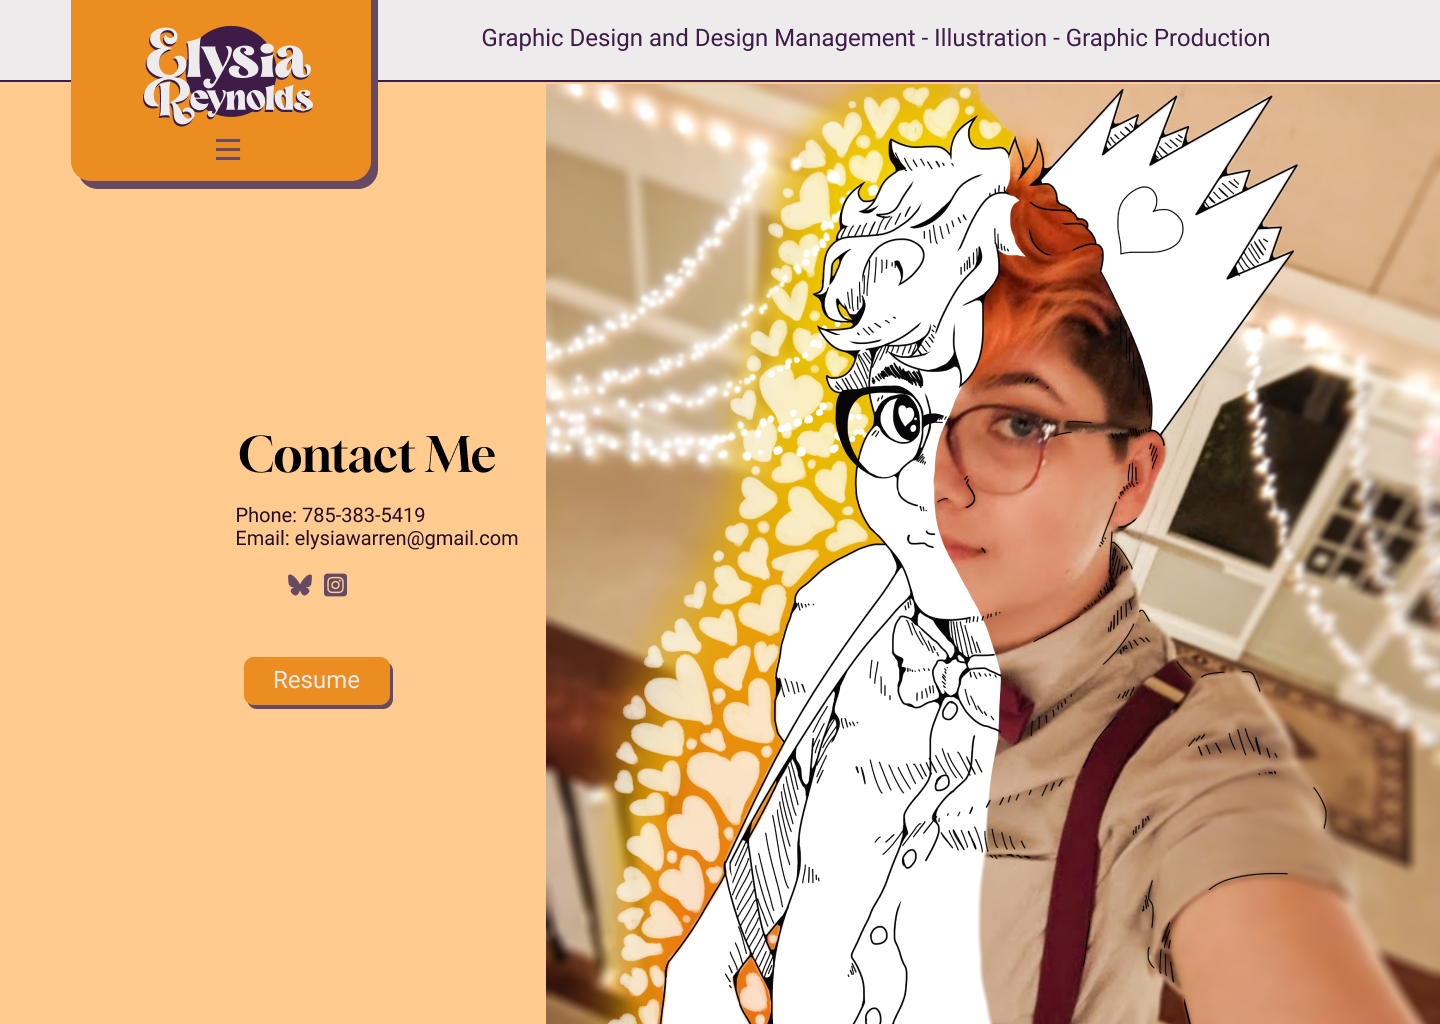 Elysia
Reynolds
Graphic Design and Design Management - Illustration - Graphic Production
Contact Me
Phone: 785-383-5419
Email: elysiawarren@gmail.com
Resume